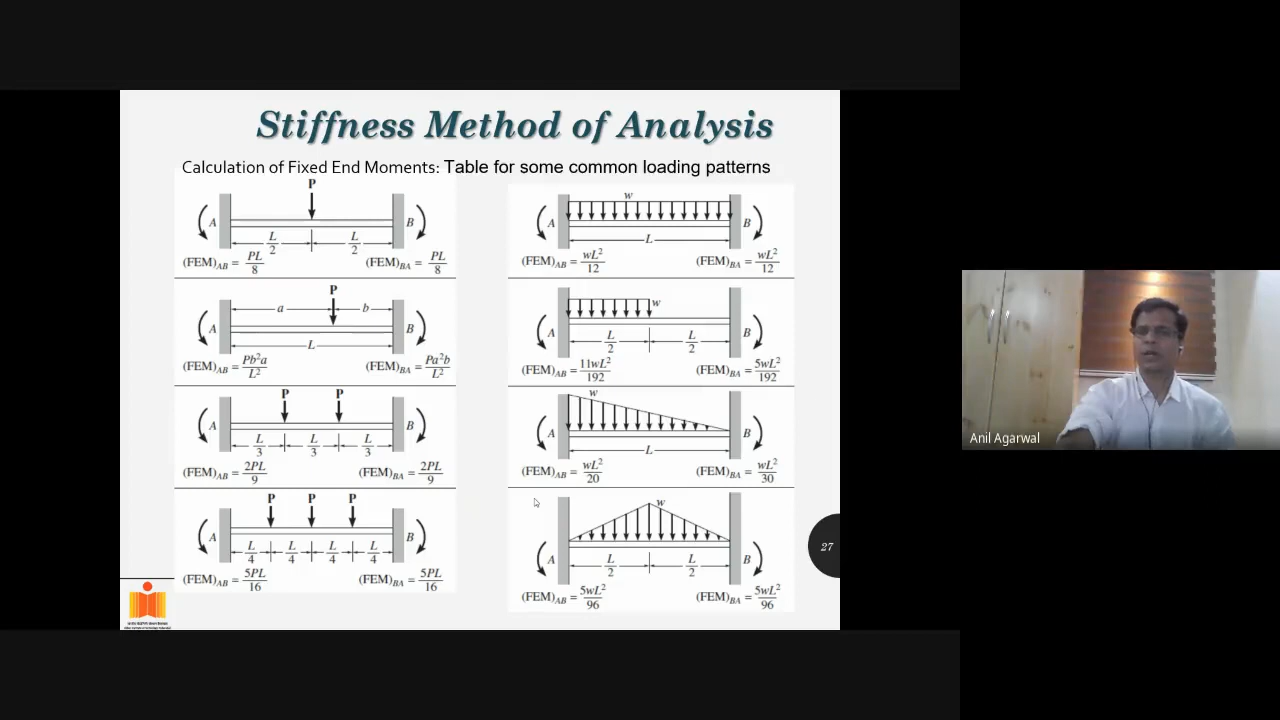 Stiffness Method of Analysis
Calculation of Fixed End Moments: Table for some common loading patterns
P
A B
L/2 L/2
(FEM)AB = PL/8 (FEM)BA = PL/8
P
a b
A B
L
(FEM)AB = Pb²a/L² (FEM)BA = Pa²b/L²
P P
A B
L/3 L/3 L/3
(FEM)AB = 2PL/9 (FEM)BA = 2PL/9
P P P
A B
L/4 L/4 L/4 L/4
(FEM)AB = 5PL/16 (FEM)BA = 5PL/16
w
A B
L
(FEM)AB = wL²/12 (FEM)BA = wL²/12
w
A B
L/2 L/2
(FEM)AB = 11wL²/192 (FEM)BA = 5wL²/192
w
A B
L
(FEM)AB = wL²/20 (FEM)BA = wL²/30
w
A B
L/2 L/2
(FEM)AB = 5wL²/96 (FEM)BA = 5wL²/96
27
Anil Agarwal